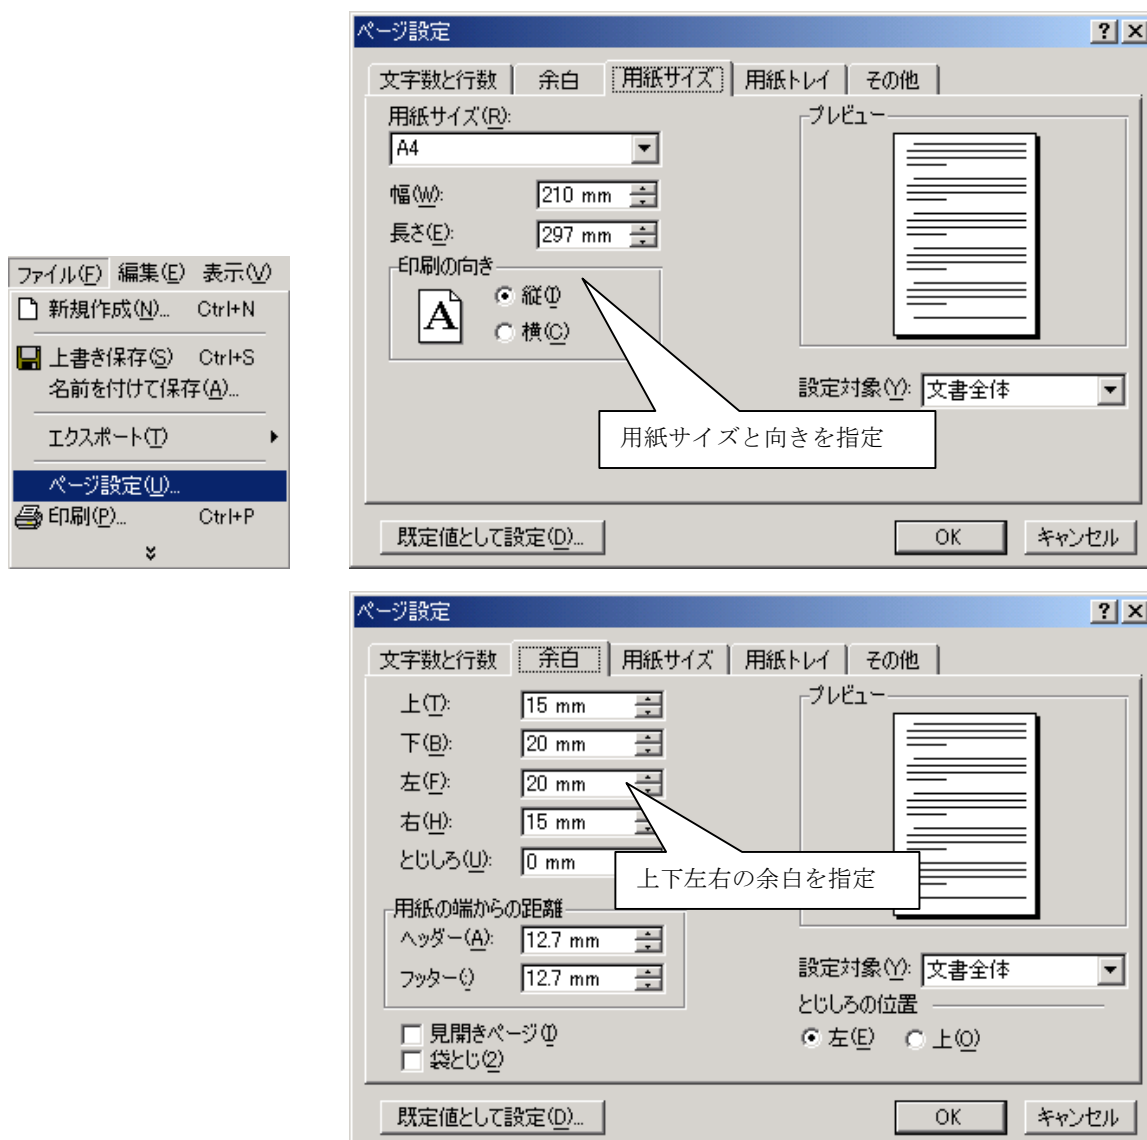 ファイル(F) 編集(E) 表示(V)
新規作成(N)... Ctrl+N
上書き保存(S) Ctrl+S
名前を付けて保存(A)...
エクスポート(T)
ページ設定(U)...
印刷(P)... Ctrl+P
ページ設定
文字数と行数 余白 用紙サイズ 用紙トレイ その他
用紙サイズ(R):
A4
幅(W): 210 mm
長さ(E): 297 mm
印刷の向き
A
縦(I)
横(C)
プレビュー
設定対象(Y): 文書全体
用紙サイズと向きを指定
既定値として設定(D)... OK キャンセル
ページ設定
文字数と行数 余白 用紙サイズ 用紙トレイ その他
上(T): 15 mm
下(B): 20 mm
左(F): 20 mm
右(H): 15 mm
とじしろ(U): 0 mm
上下左右の余白を指定
用紙の端からの距離
ヘッダー(A): 12.7 mm
フッター(:) 12.7 mm
見開きページ(I)
袋とじ(2)
プレビュー
設定対象(Y): 文書全体
とじしろの位置
左(E) 上(O)
既定値として設定(D)... OK キャンセル